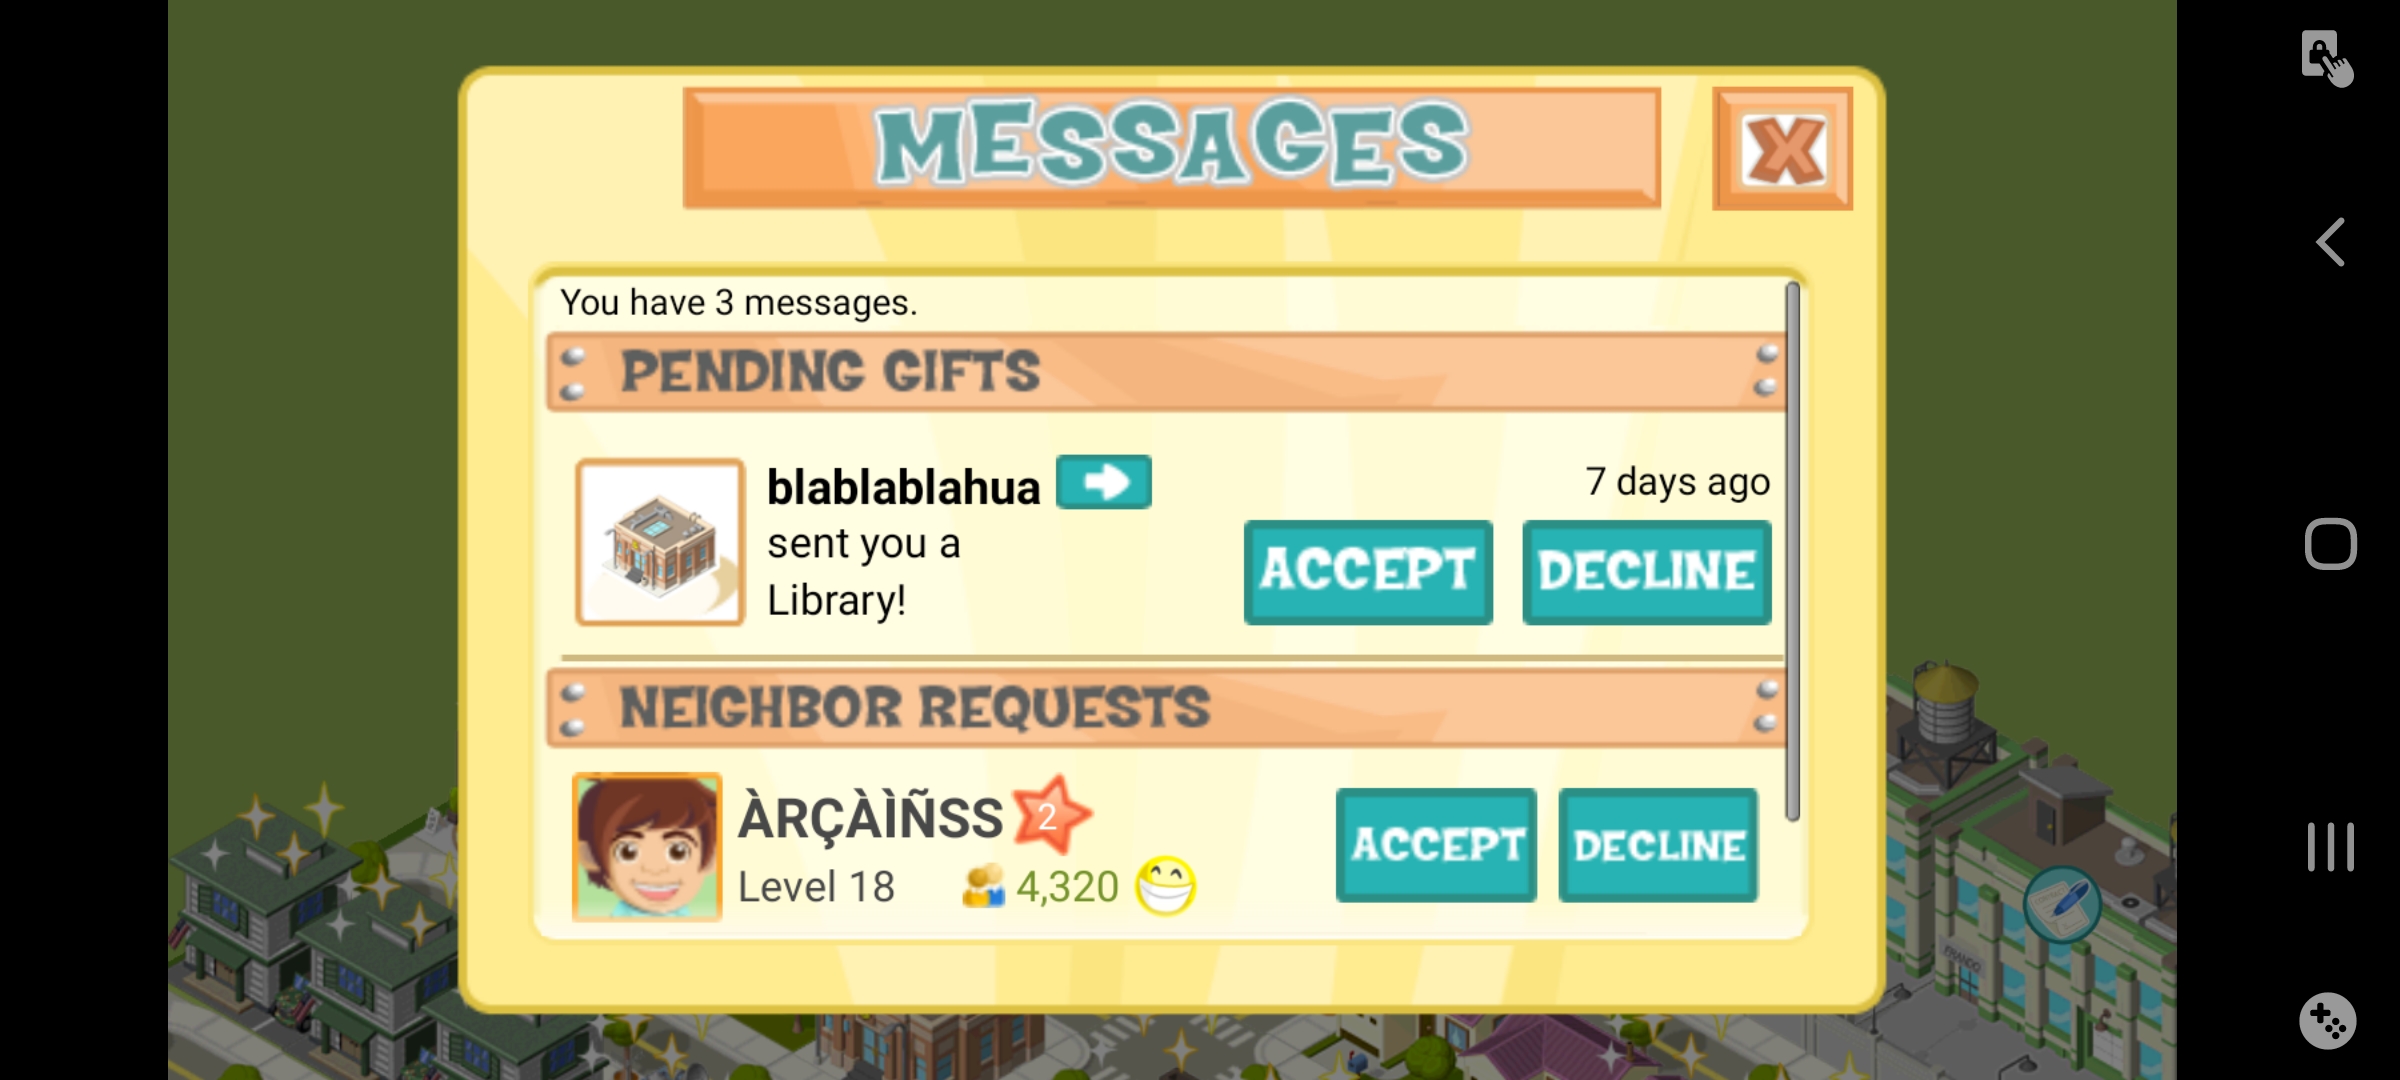 MESSAGES
You have 3 messages.
PENDING GIFTS
blablablahua
7 days ago
sent you a
Library!
ACCEPT
DECLINE
NEIGHBOR REQUESTS
ÀRÇÀÌÑSS
2
Level 18
4,320
ACCEPT
DECLINE